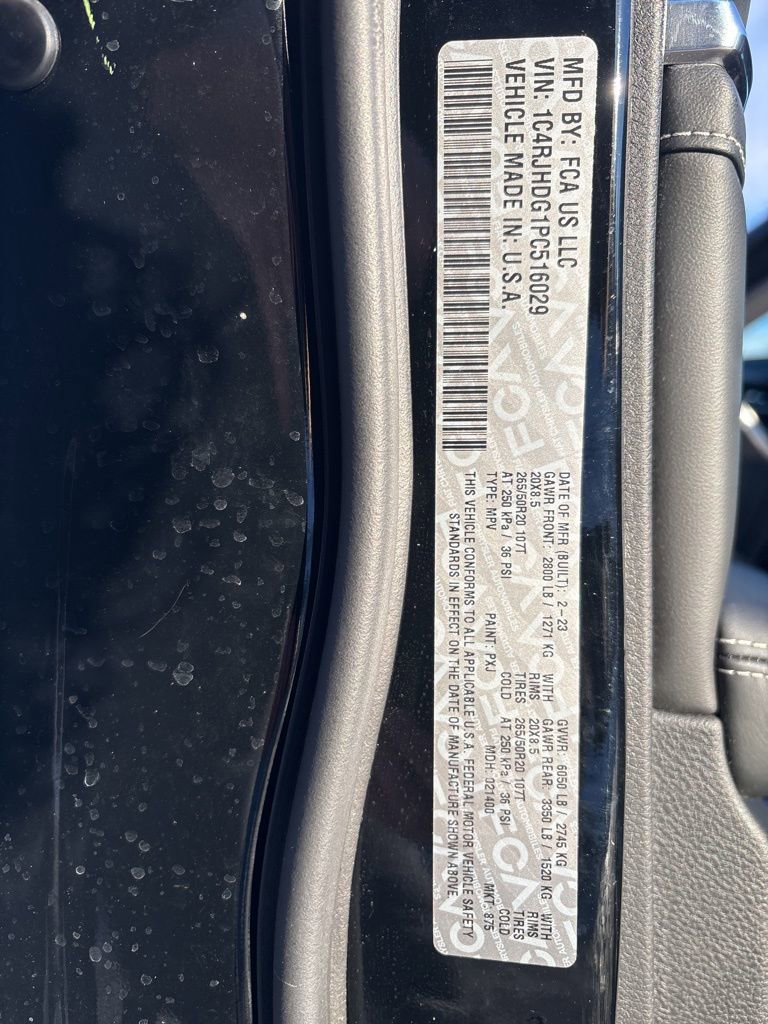 MFD BY: FCA US LLC
VIN: 1C4RJHDG1PC516029
VEHICLE MADE IN: U.S.A.
DATE OF MFR (BUILT): 2-23 GVWR: 6050 LB / 2745 KG
GAWR FRONT: 2800 LB / 1271 KG WITH GAWR REAR: 3350 LB / 1520 KG WITH
20X8.5 RIMS 20X8.5 RIMS
265/50R20 107T TIRES 265/50R20 107T TIRES
AT 250 kPa / 36 PSI COLD AT 250 kPa / 36 PSI COLD
TYPE: MPV PAINT: PXJ MDH: 021400 MKT: 875
THIS VEHICLE CONFORMS TO ALL APPLICABLE U.S.A. FEDERAL MOTOR VEHICLE SAFETY
STANDARDS IN EFFECT ON THE DATE OF MANUFACTURE SHOWN ABOVE.
FCA